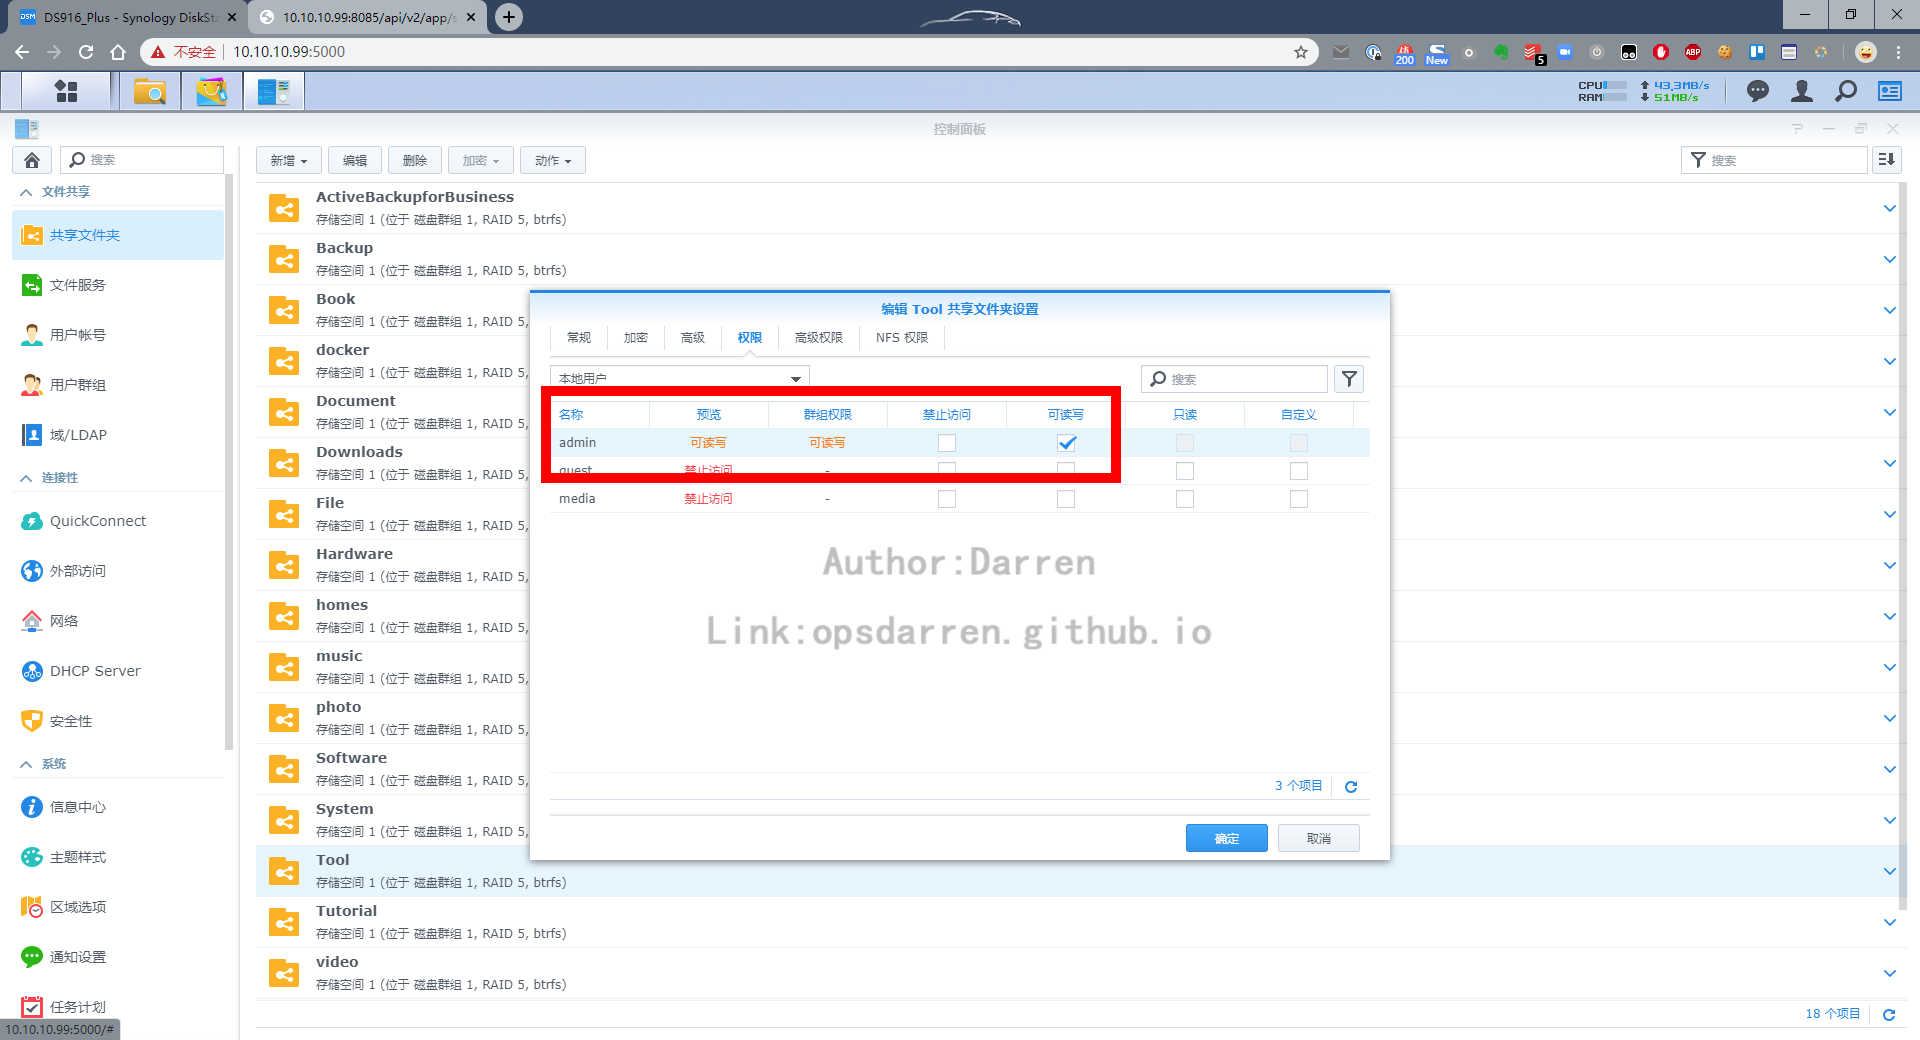 DSM DS916_Plus - Synology DiskSt
10.10.10.99:8085/api/v2/app/s
不安全 10.10.10.99:5000
200
New
5
ABP
CPU
43,3MB/s
RAM
51MB/s
控制面板
搜索
新增
编辑
删除
加密
动作
搜索
文件共享
共享文件夹
文件服务
用户帐号
用户群组
域/LDAP
连接性
QuickConnect
外部访问
网络
DHCP Server
安全性
系统
信息中心
主题样式
区域选项
通知设置
任务计划
10.10.10.99:5000/#
ActiveBackupforBusiness
存储空间 1 (位于 磁盘群组 1, RAID 5, btrfs)
Backup
存储空间 1 (位于 磁盘群组 1, RAID 5, btrfs)
Book
存储空间 1 (位于 磁盘群组 1, RAID 5,
docker
存储空间 1 (位于 磁盘群组 1, RAID 5,
Document
存储空间 1 (位于 磁盘群组 1, RAID 5,
Downloads
存储空间 1 (位于 磁盘群组 1, RAID 5,
File
存储空间 1 (位于 磁盘群组 1, RAID 5,
Hardware
存储空间 1 (位于 磁盘群组 1, RAID 5,
homes
存储空间 1 (位于 磁盘群组 1, RAID 5,
music
存储空间 1 (位于 磁盘群组 1, RAID 5,
photo
存储空间 1 (位于 磁盘群组 1, RAID 5,
Software
存储空间 1 (位于 磁盘群组 1, RAID 5,
System
存储空间 1 (位于 磁盘群组 1, RAID 5,
Tool
存储空间 1 (位于 磁盘群组 1, RAID 5, btrfs)
Tutorial
存储空间 1 (位于 磁盘群组 1, RAID 5, btrfs)
video
存储空间 1 (位于 磁盘群组 1, RAID 5, btrfs)
18 个项目
编辑 Tool 共享文件夹设置
常规 加密 高级 权限 高级权限 NFS 权限
本地用户
搜索
名称 预览 群组权限 禁止访问 可读写 只读 自定义
admin 可读写 可读写
guest 禁止访问 -
media 禁止访问 -
Author:Darren
Link:opsdarren.github.io
3 个项目
确定
取消